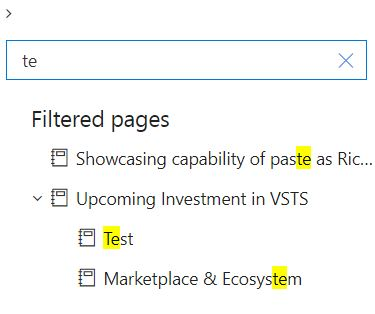 te
Filtered pages
Showcasing capability of paste as Ric...
Upcoming Investment in VSTS
Test
Marketplace & Ecosystem